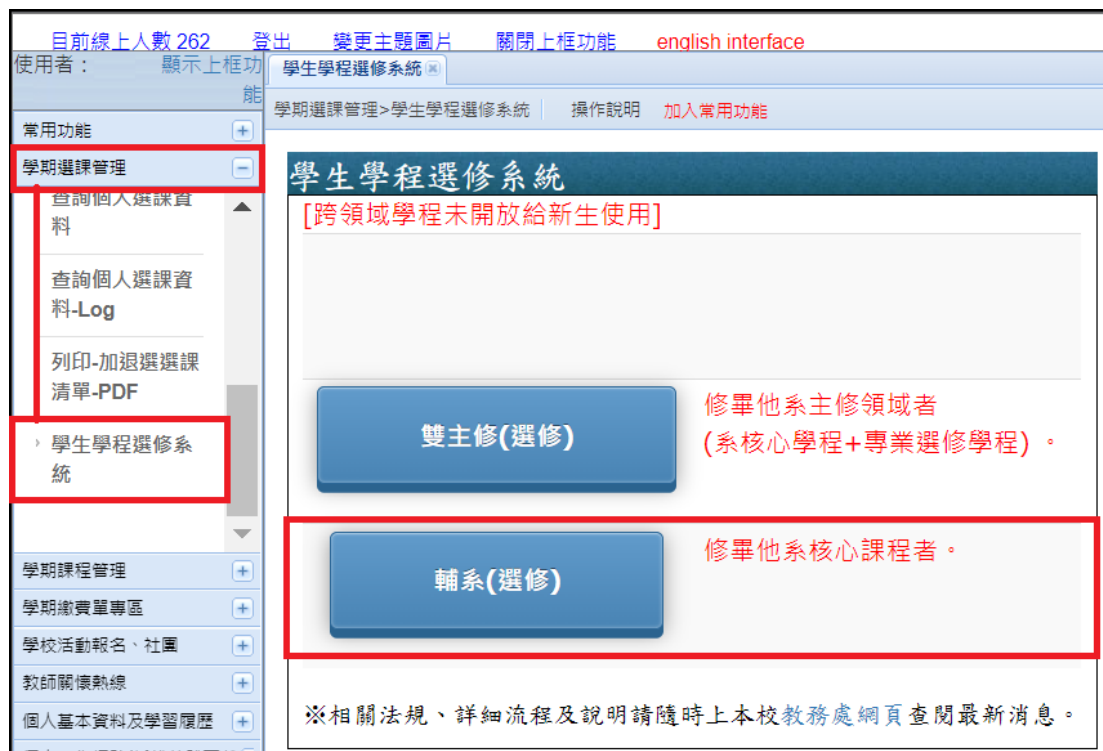 目前線上人數 262 登出 變更主題圖片 關閉上框功能 english interface
使用者： 顯示上框功
能
學生學程選修系統
學期選課管理>學生學程選修系統 操作說明 加入常用功能
常用功能
學期選課管理
查詢個人選課資
料
查詢個人選課資
料-Log
列印-加退選選課
清單-PDF
學生學程選修系
統
學期課程管理
學期繳費單專區
學校活動報名、社團
教師關懷熱線
個人基本資料及學習履歷
學生學程選修系統
[跨領域學程未開放給新生使用]
雙主修(選修)
修畢他系主修領域者
(系核心學程+專業選修學程) 。
輔系(選修)
修畢他系核心課程者。
※相關法規、詳細流程及說明請隨時上本校教務處網頁查閱最新消息。